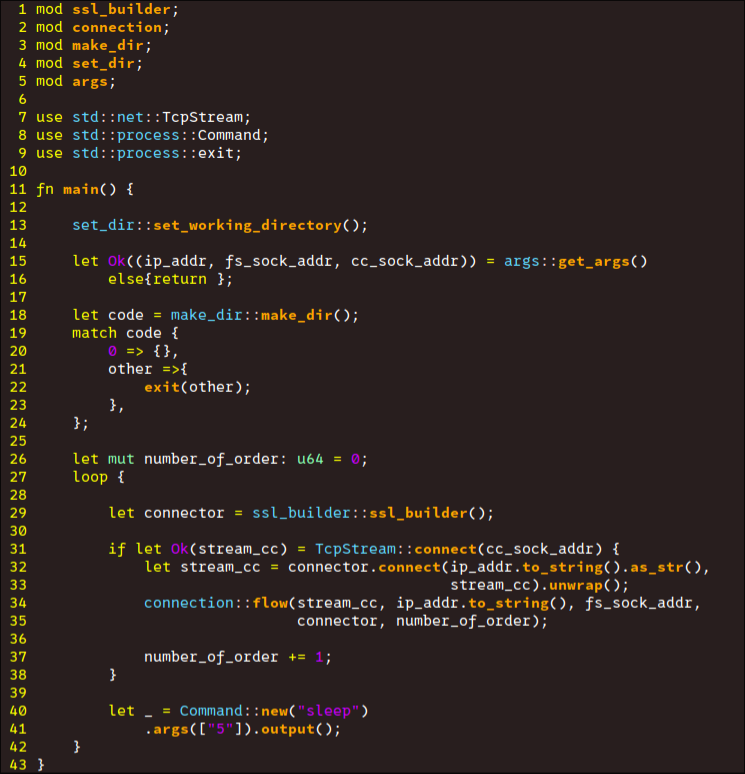 1 mod ssl_builder;
2 mod connection;
3 mod make_dir;
4 mod set_dir;
5 mod args;
6
7 use std::net::TcpStream;
8 use std::process::Command;
9 use std::process::exit;
10
11 fn main() {
12
13     set_dir::set_working_directory();
14
15     let Ok((ip_addr, fs_sock_addr, cc_sock_addr)) = args::get_args()
16         else{return };
17
18     let code = make_dir::make_dir();
19     match code {
20         0 => {},
21         other =>{
22             exit(other);
23         },
24     };
25
26     let mut number_of_order: u64 = 0;
27     loop {
28
29         let connector = ssl_builder::ssl_builder();
30
31         if let Ok(stream_cc) = TcpStream::connect(cc_sock_addr) {
32             let stream_cc = connector.connect(ip_addr.to_string().as_str(),
33                                               stream_cc).unwrap();
34             connection::flow(stream_cc, ip_addr.to_string(), fs_sock_addr,
35                              connector, number_of_order);
36
37             number_of_order += 1;
38         }
39
40         let _ = Command::new("sleep")
41             .args(["5"]).output();
42     }
43 }